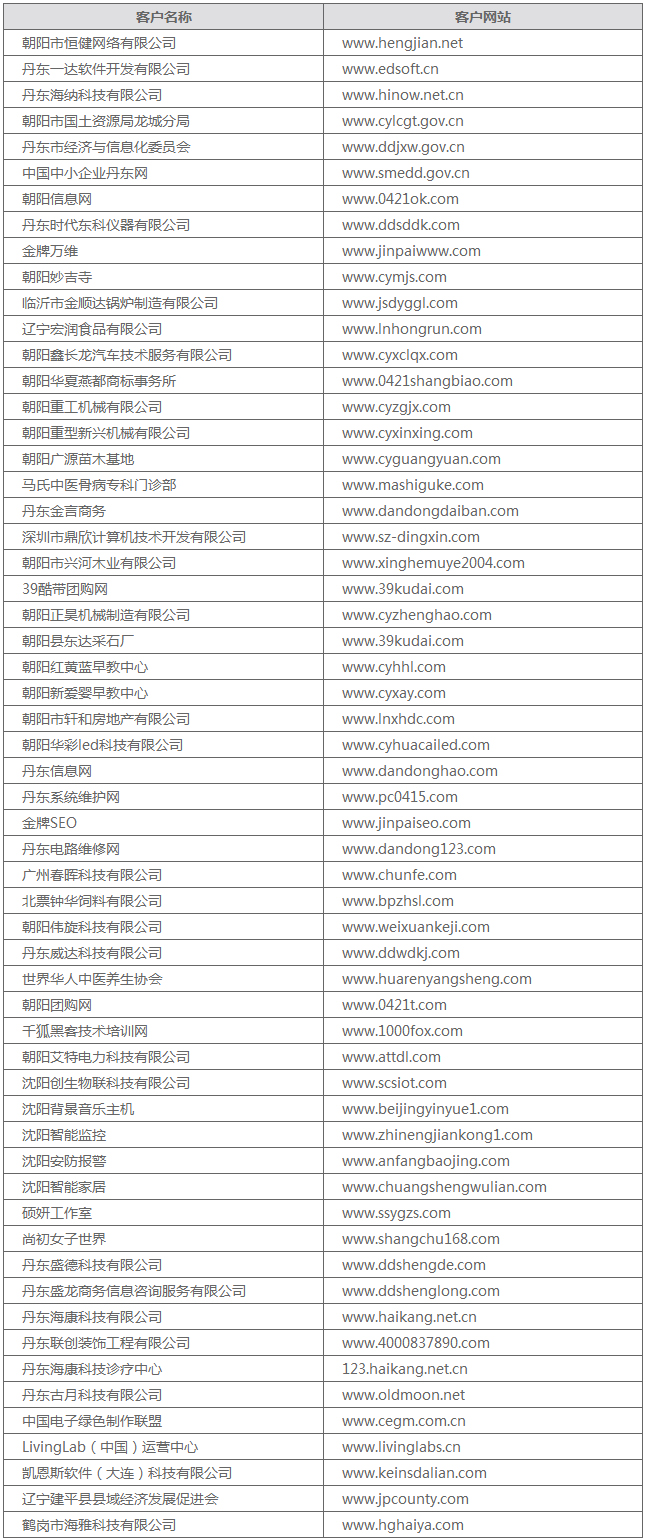 客户名称 客户网站
朝阳市恒健网络有限公司 www.hengjian.net
丹东一达软件开发有限公司 www.edsoft.cn
丹东海纳科技有限公司 www.hinow.net.cn
朝阳市国土资源局龙城分局 www.cylcgt.gov.cn
丹东市经济与信息化委员会 www.ddjxw.gov.cn
中国中小企业丹东网 www.smedd.gov.cn
朝阳信息网 www.0421ok.com
丹东时代东科仪器有限公司 www.ddsddk.com
金牌万维 www.jinpaiwww.com
朝阳妙吉寺 www.cymjs.com
临沂市金顺达锅炉制造有限公司 www.jsdyggl.com
辽宁宏润食品有限公司 www.lnhongrun.com
朝阳鑫长龙汽车技术服务有限公司 www.cyxclqx.com
朝阳华夏燕都商标事务所 www.0421shangbiao.com
朝阳重工机械有限公司 www.cyzgjx.com
朝阳重型新兴机械有限公司 www.cyxinxing.com
朝阳广源苗木基地 www.cyguangyuan.com
马氏中医骨病专科门诊部 www.mashiguke.com
丹东金言商务 www.dandongdaiban.com
深圳市鼎欣计算机技术开发有限公司 www.sz-dingxin.com
朝阳市兴河木业有限公司 www.xinghemuye2004.com
39酷带团购网 www.39kudai.com
朝阳正昊机械制造有限公司 www.cyzhenghao.com
朝阳县东达采石厂 www.39kudai.com
朝阳红黄蓝早教中心 www.cyhhl.com
朝阳新爱婴早教中心 www.cyxay.com
朝阳市轩和房地产有限公司 www.lnxhdc.com
朝阳华彩led科技有限公司 www.cyhuacailed.com
丹东信息网 www.dandonghao.com
丹东系统维护网 www.pc0415.com
金牌SEO www.jinpaiseo.com
丹东电路维修网 www.dandong123.com
广州春晖科技有限公司 www.chunfe.com
北票钟华饲料有限公司 www.bpzhsl.com
朝阳伟旋科技有限公司 www.weixuankeji.com
丹东威达科技有限公司 www.ddwdkj.com
世界华人中医养生协会 www.huarenyangsheng.com
朝阳团购网 www.0421t.com
千狐黑客技术培训网 www.1000fox.com
朝阳艾特电力科技有限公司 www.attdl.com
沈阳创生物联科技有限公司 www.scsiot.com
沈阳背景音乐主机 www.beijingyinyue1.com
沈阳智能监控 www.zhinengjiankong1.com
沈阳安防报警 www.anfangbaojing.com
沈阳智能家居 www.chuangshengwulian.com
硕妍工作室 www.ssygzs.com
尚初女子世界 www.shangchu168.com
丹东盛德科技有限公司 www.ddshengde.com
丹东盛龙商务信息咨询服务有限公司 www.ddshenglong.com
丹东海康科技有限公司 www.haikang.net.cn
丹东联创装饰工程有限公司 www.4000837890.com
丹东海康科技诊疗中心 123.haikang.net.cn
丹东古月科技有限公司 www.oldmoon.net
中国电子绿色制作联盟 www.cegm.com.cn
LivingLab（中国）运营中心 www.livinglabs.cn
凯恩斯软件（大连）科技有限公司 www.keinsdalian.com
辽宁建平县县域经济发展促进会 www.jpcounty.com
鹤岗市海雅科技有限公司 www.hghaiya.com